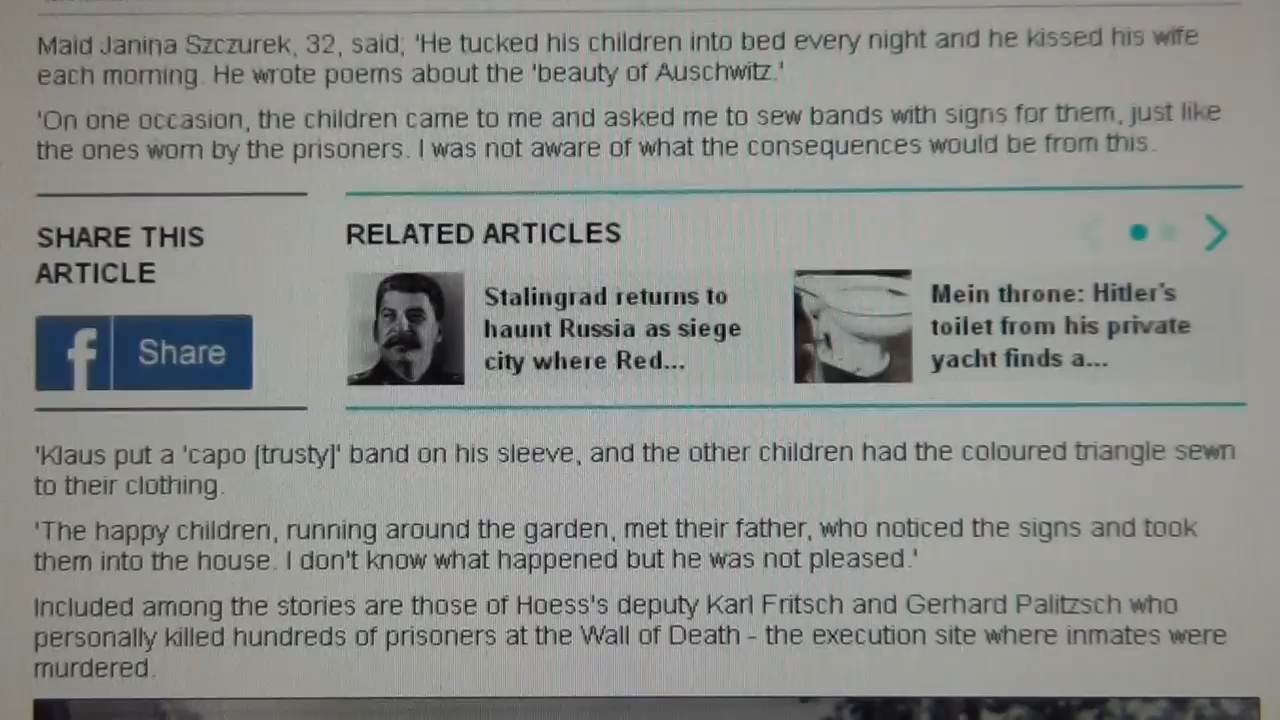 Maid Janina Szczurek, 32, said; 'He tucked his children into bed every night and he kissed his wife
each morning. He wrote poems about the 'beauty of Auschwitz.'
'On one occasion, the children came to me and asked me to sew bands with signs for them, just like
the ones worn by the prisoners. I was not aware of what the consequences would be from this.
SHARE THIS
ARTICLE
f Share
RELATED ARTICLES
Stalingrad returns to
haunt Russia as siege
city where Red...
Mein throne: Hitler's
toilet from his private
yacht finds a...
'Klaus put a 'capo [trusty]' band on his sleeve, and the other children had the coloured triangle sewn
to their clothing.
'The happy children, running around the garden, met their father, who noticed the signs and took
them into the house. I don't know what happened but he was not pleased.'
Included among the stories are those of Hoess's deputy Karl Fritsch and Gerhard Palitzsch who
personally killed hundreds of prisoners at the Wall of Death - the execution site where inmates were
murdered.